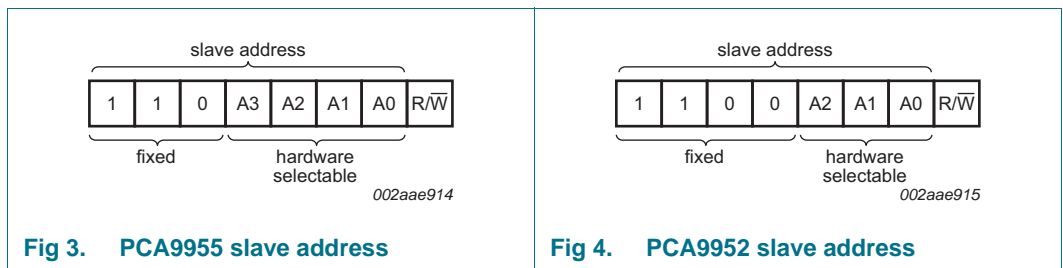 slave address
1 1 0 A3 A2 A1 A0 R/W̅
fixed
hardware
selectable
002aae914
Fig 3. PCA9955 slave address
slave address
1 1 0 0 A2 A1 A0 R/W̅
fixed
hardware
selectable
002aae915
Fig 4. PCA9952 slave address